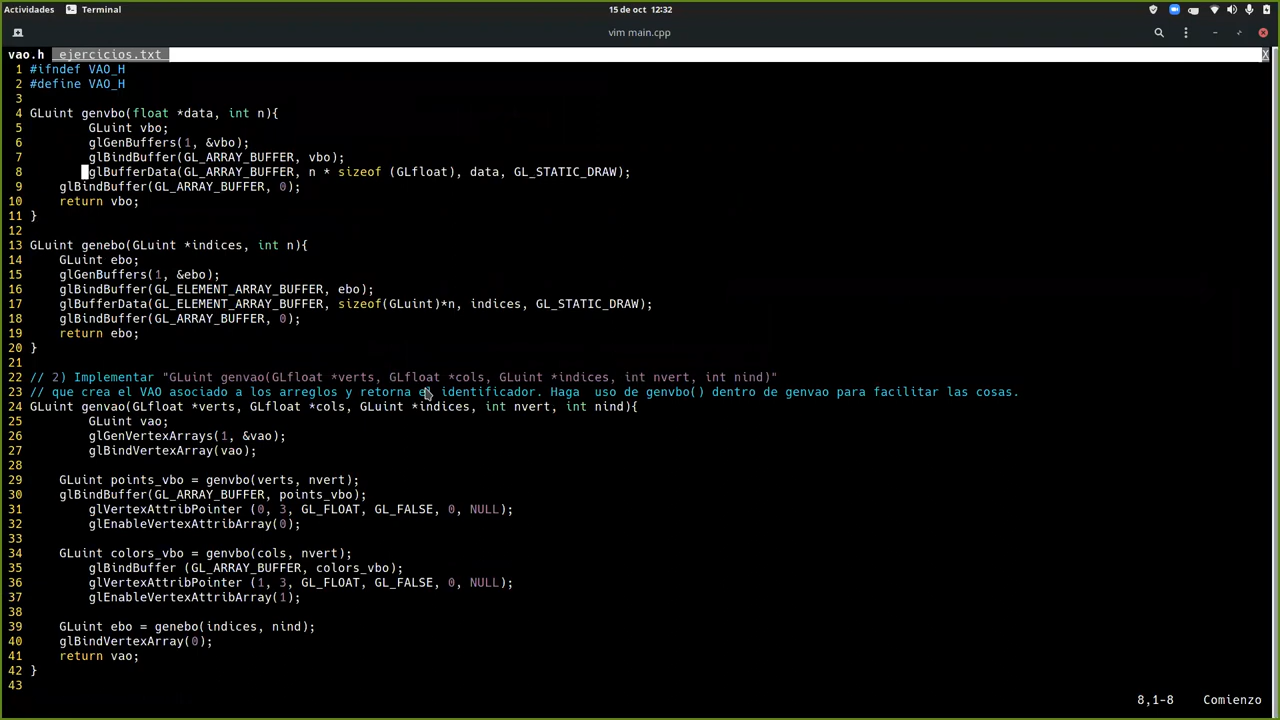 Actividades Terminal 15 de oct 12:32
vim main.cpp
vao.h ejercicios.txt X
1 #ifndef VAO_H
2 #define VAO_H
3
4 GLuint genvbo(float *data, int n){
5 GLuint vbo;
6 glGenBuffers(1, &vbo);
7 glBindBuffer(GL_ARRAY_BUFFER, vbo);
8 glBufferData(GL_ARRAY_BUFFER, n * sizeof (GLfloat), data, GL_STATIC_DRAW);
9 glBindBuffer(GL_ARRAY_BUFFER, 0);
10 return vbo;
11 }
12
13 GLuint genebo(GLuint *indices, int n){
14 GLuint ebo;
15 glGenBuffers(1, &ebo);
16 glBindBuffer(GL_ELEMENT_ARRAY_BUFFER, ebo);
17 glBufferData(GL_ELEMENT_ARRAY_BUFFER, sizeof(GLuint)*n, indices, GL_STATIC_DRAW);
18 glBindBuffer(GL_ARRAY_BUFFER, 0);
19 return ebo;
20 }
21
22 // 2) Implementar "GLuint genvao(GLfloat *verts, GLfloat *cols, GLuint *indices, int nvert, int nind)"
23 // que crea el VAO asociado a los arreglos y retorna el identificador. Haga  uso de genvbo() dentro de genvao para facilitar las cosas.
24 GLuint genvao(GLfloat *verts, GLfloat *cols, GLuint *indices, int nvert, int nind){
25 GLuint vao;
26 glGenVertexArrays(1, &vao);
27 glBindVertexArray(vao);
28
29 GLuint points_vbo = genvbo(verts, nvert);
30 glBindBuffer(GL_ARRAY_BUFFER, points_vbo);
31 glVertexAttribPointer (0, 3, GL_FLOAT, GL_FALSE, 0, NULL);
32 glEnableVertexAttribArray(0);
33
34 GLuint colors_vbo = genvbo(cols, nvert);
35 glBindBuffer (GL_ARRAY_BUFFER, colors_vbo);
36 glVertexAttribPointer (1, 3, GL_FLOAT, GL_FALSE, 0, NULL);
37 glEnableVertexAttribArray(1);
38
39 GLuint ebo = genebo(indices, nind);
40 glBindVertexArray(0);
41 return vao;
42 }
43
8,1-8 Comienzo